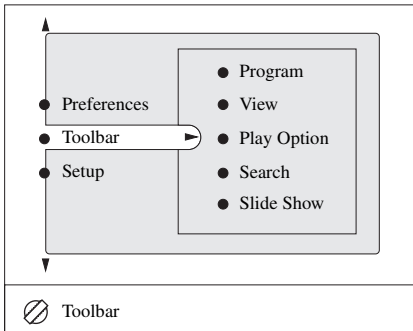 Preferences
Toolbar
Setup
Program
View
Play Option
Search
Slide Show
Toolbar